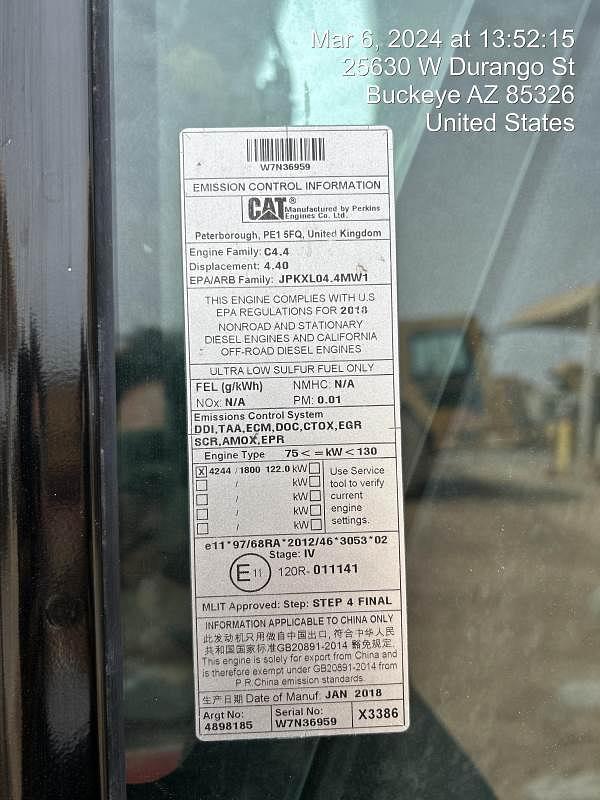 Mar 6, 2024 at 13:52:15
25630 W Durango St
Buckeye AZ 85326
United States
W7N36959
EMISSION CONTROL INFORMATION
CAT® Manufactured by Perkins
Engines Co. Ltd.
Peterborough, PE1 5FQ, United Kingdom
Engine Family: C4.4
Displacement: 4.40
EPA/ARB Family: JPKXL04.4MW1
THIS ENGINE COMPLIES WITH U.S
EPA REGULATIONS FOR 2018
NONROAD AND STATIONARY
DIESEL ENGINES AND CALIFORNIA
OFF-ROAD DIESEL ENGINES
ULTRA LOW SULFUR FUEL ONLY
FEL (g/kWh) NMHC: N/A
NOx: N/A PM: 0.01
Emissions Control System
DDI,TAA,ECM,DOC,CTOX,EGR
SCR,AMOX,EPR
Engine Type 75 < = kW < 130
X 4244 / 1800 122.0 kW
/ kW
/ kW
/ kW
/ kW
Use Service
tool to verify
current
engine
settings.
e11*97/68RA*2012/46*3053*02
Stage: IV
E 11 120R- 011141
MLIT Approved: Step: STEP 4 FINAL
INFORMATION APPLICABLE TO CHINA ONLY
此发动机只用做自中国出口, 符合中华人民
共和国国家标准GB20891-2014 豁免规定.
This engine is solely for export from China and
is therefore exempt under GB20891-2014 from
P.R.China emission standards.
生产日期 Date of Manuf: JAN 2018
Argt No:
4898185
Serial No:
W7N36959
X3386